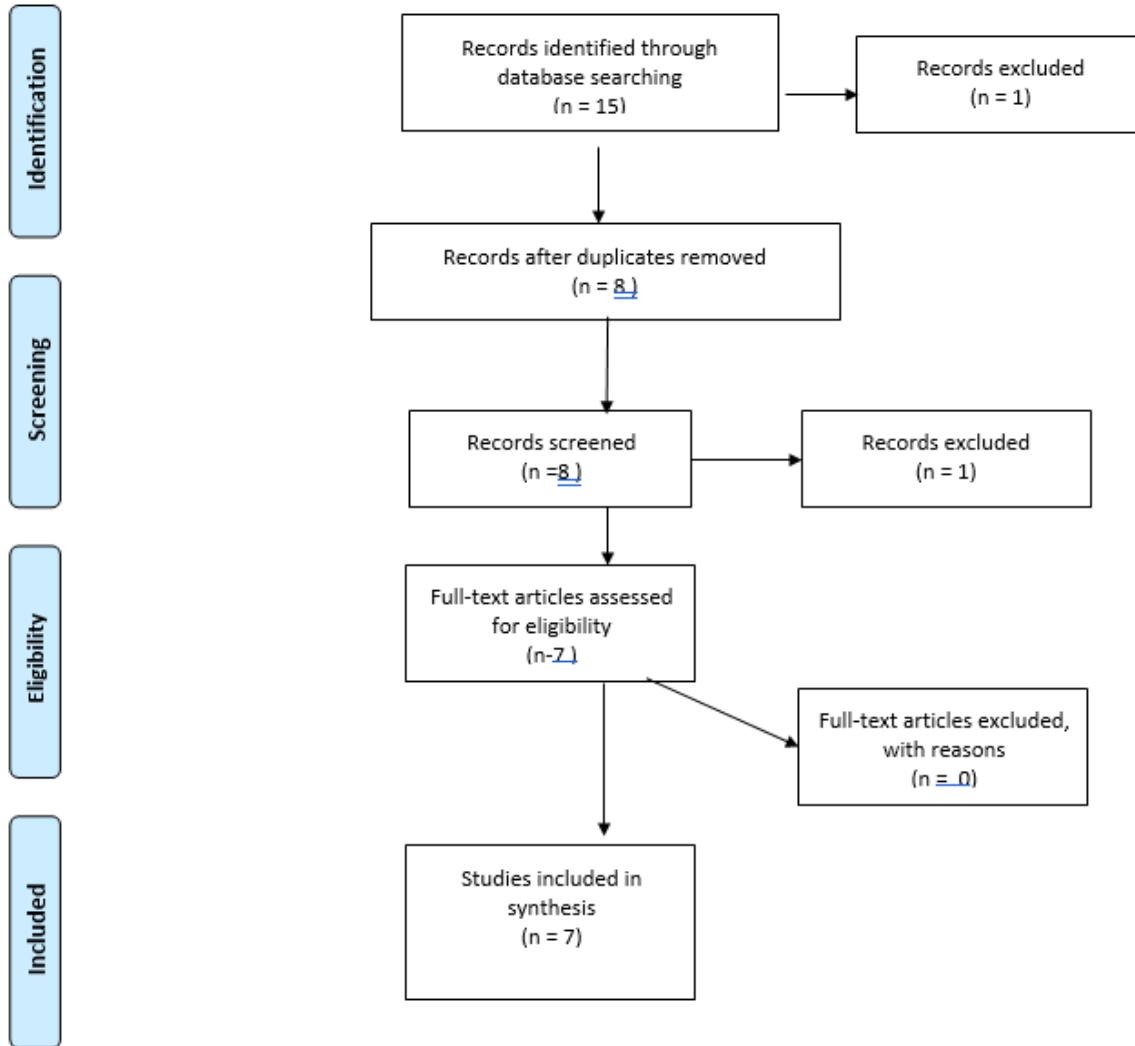 Identification
Records identified through
database searching
(n = 15)
Records excluded
(n = 1)
Records after duplicates removed
(n = 8 )
Screening
Records screened
(n =8 )
Records excluded
(n = 1)
Eligibility
Full-text articles assessed
for eligibility
(n-7 )
Full-text articles excluded,
with reasons
(n =  0)
Included
Studies included in
synthesis
(n = 7)